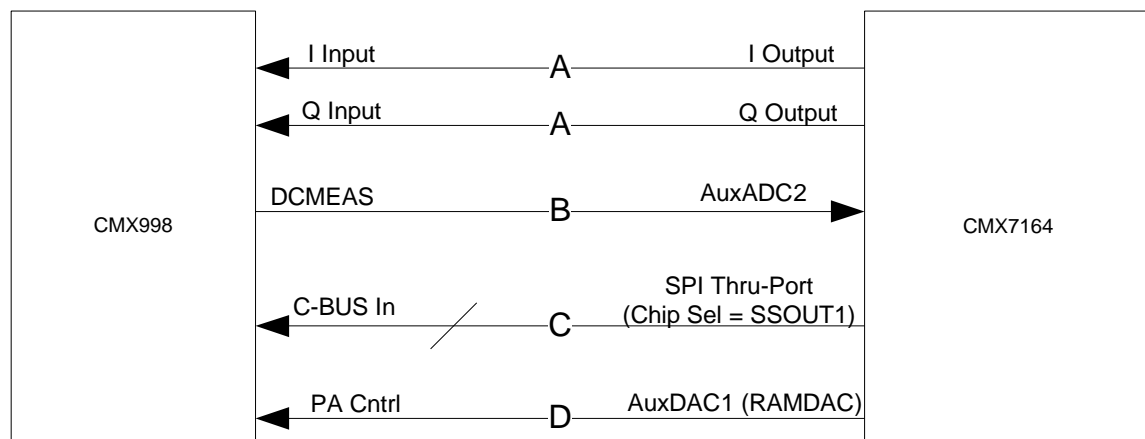 I Input A I Output
Q Input A Q Output
DCMEAS B AuxADC2
CMX998
CMX7164
C-BUS In C SPI Thru-Port
(Chip Sel = SSOUT1)
PA Cntrl D AuxDAC1 (RAMDAC)